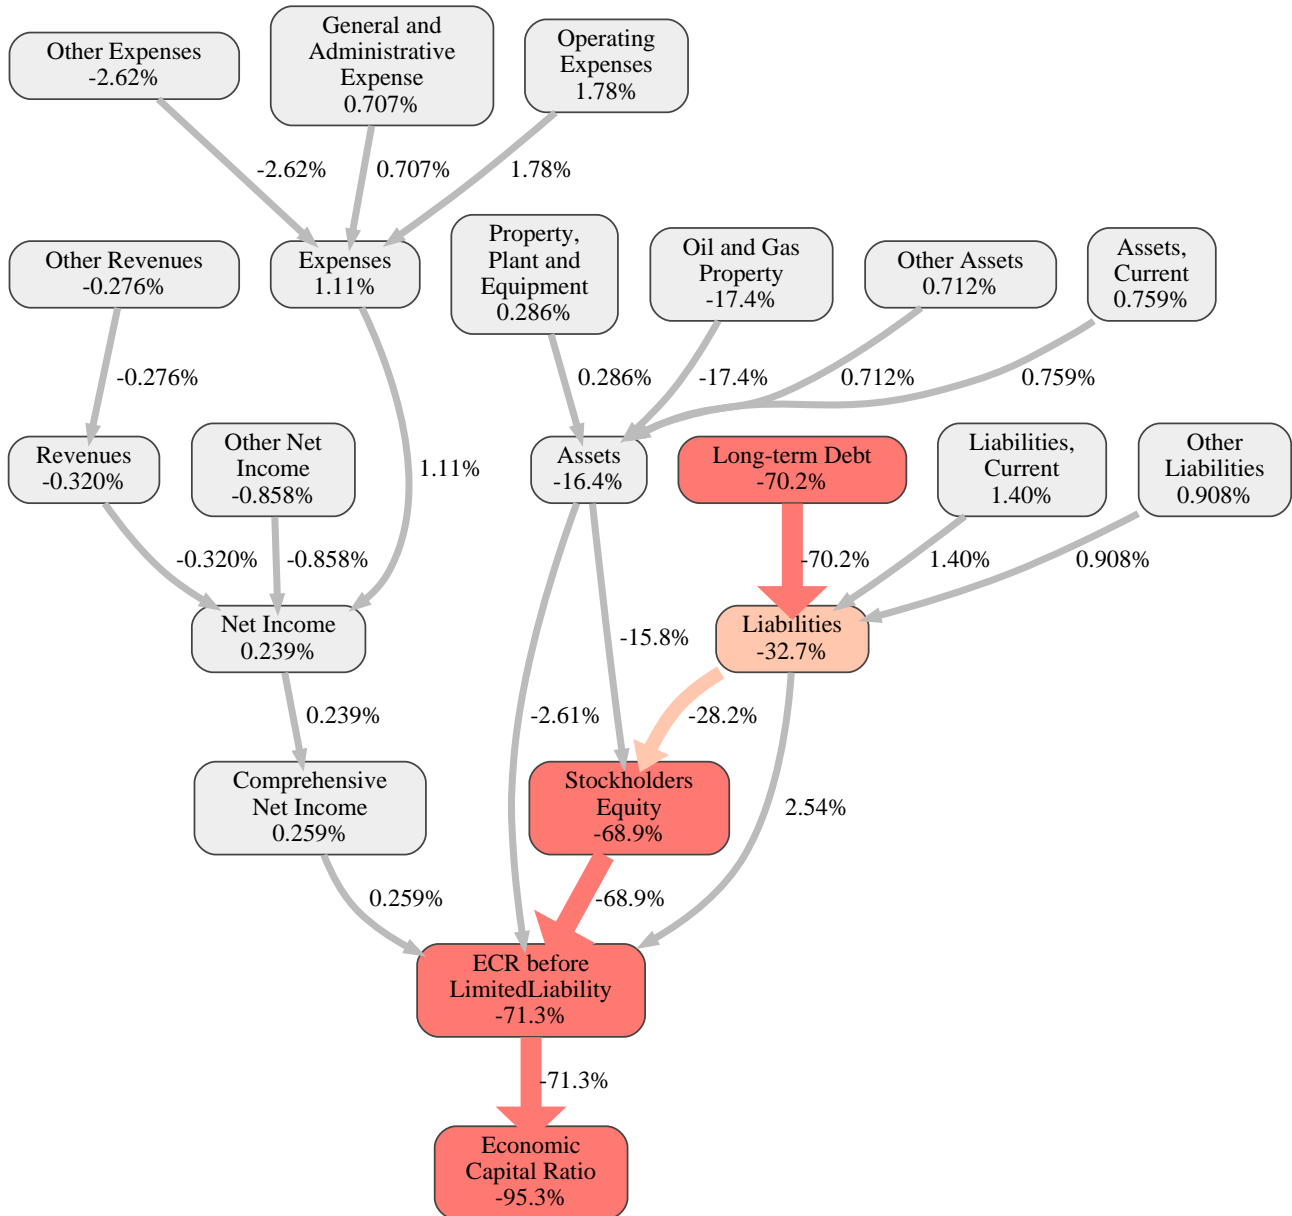 Other Expenses
-2.62%
General and
Administrative
Expense
0.707%
Operating
Expenses
1.78%
-2.62%
0.707%
1.78%
Other Revenues
-0.276%
Expenses
1.11%
Property,
Plant and
Equipment
0.286%
Oil and Gas
Property
-17.4%
Other Assets
0.712%
Assets,
Current
0.759%
-0.276%
0.286%
-17.4%
0.712%
0.759%
Revenues
-0.320%
Other Net
Income
-0.858%
1.11%
Assets
-16.4%
Long-term Debt
-70.2%
Liabilities,
Current
1.40%
Other
Liabilities
0.908%
-0.320%
-0.858%
-70.2%
1.40%
0.908%
Net Income
0.239%
-15.8%
Liabilities
-32.7%
0.239%
-2.61%
-28.2%
Comprehensive
Net Income
0.259%
Stockholders
Equity
-68.9%
2.54%
0.259%
-68.9%
ECR before
LimitedLiability
-71.3%
-71.3%
Economic
Capital Ratio
-95.3%